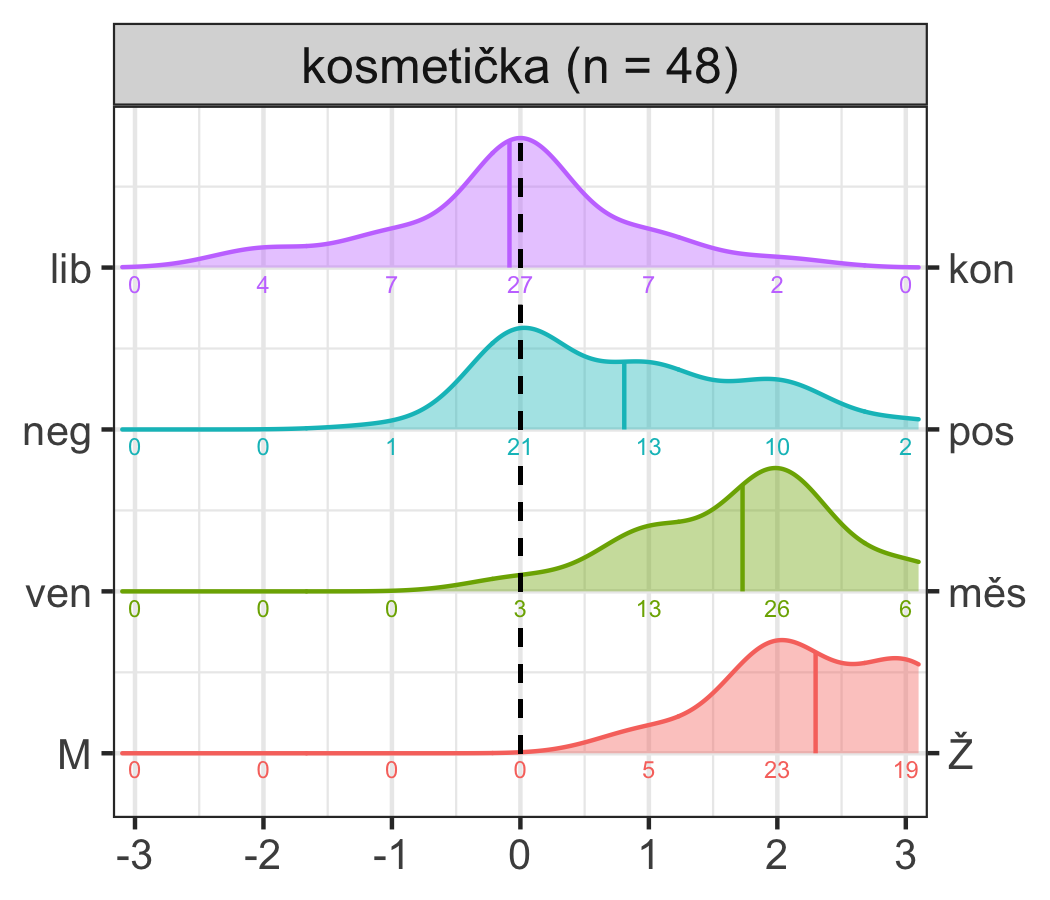 kosmetička (n = 48)
lib kon
0 4 7 27 7 2 0
neg pos
0 0 1 21 13 10 2
ven měs
0 0 0 3 13 26 6
M Ž
0 0 0 0 5 23 19
-3 -2 -1 0 1 2 3